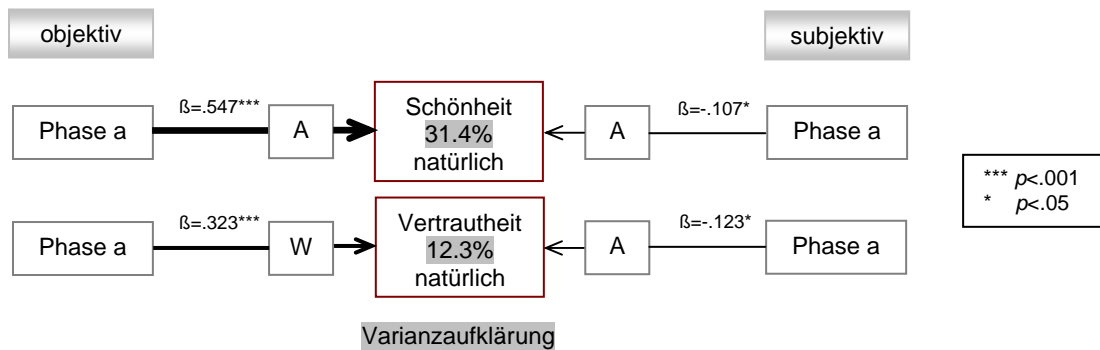 objektiv
subjektiv
Phase a
ß=.547***
A
Schönheit
31.4%
natürlich
A
ß=-.107*
Phase a
*** p<.001
* p<.05
Phase a
ß=.323***
W
Vertrautheit
12.3%
natürlich
A
ß=-.123*
Phase a
Varianzaufklärung